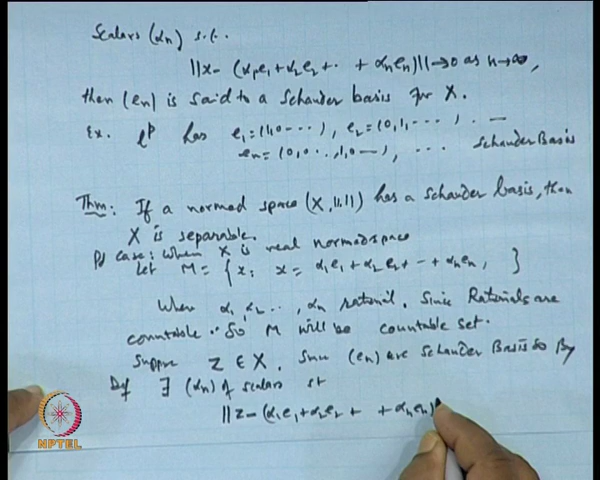 Scalars (αn) s.t.
||x-(α1e1+α2e2+.. +αnen)||→0 as n→∞,
then (en) is said to a Schauder basis for X.
Ex. lᵖ has e1=(1,0---), e2=(0,1,---), . —
en=(0,0..,1,0—), ... Schauder Basis
Thm: If a normed space (X,||.||) has a Schauder basis, then
X is separable.
Pf case: when X is real normed space
Let M= { x; x= α1e1+α2e2+-+αnen, }
When α1,α2..,αn rational. Since Rationals are
countable. So M will be countable set.
Suppse Z ∈ X. Since (en) are Schauder Basis so By
Def ∃ (αn) of scalars st
||z-(α1e1+α2e2+ +αnen)
NPTEL